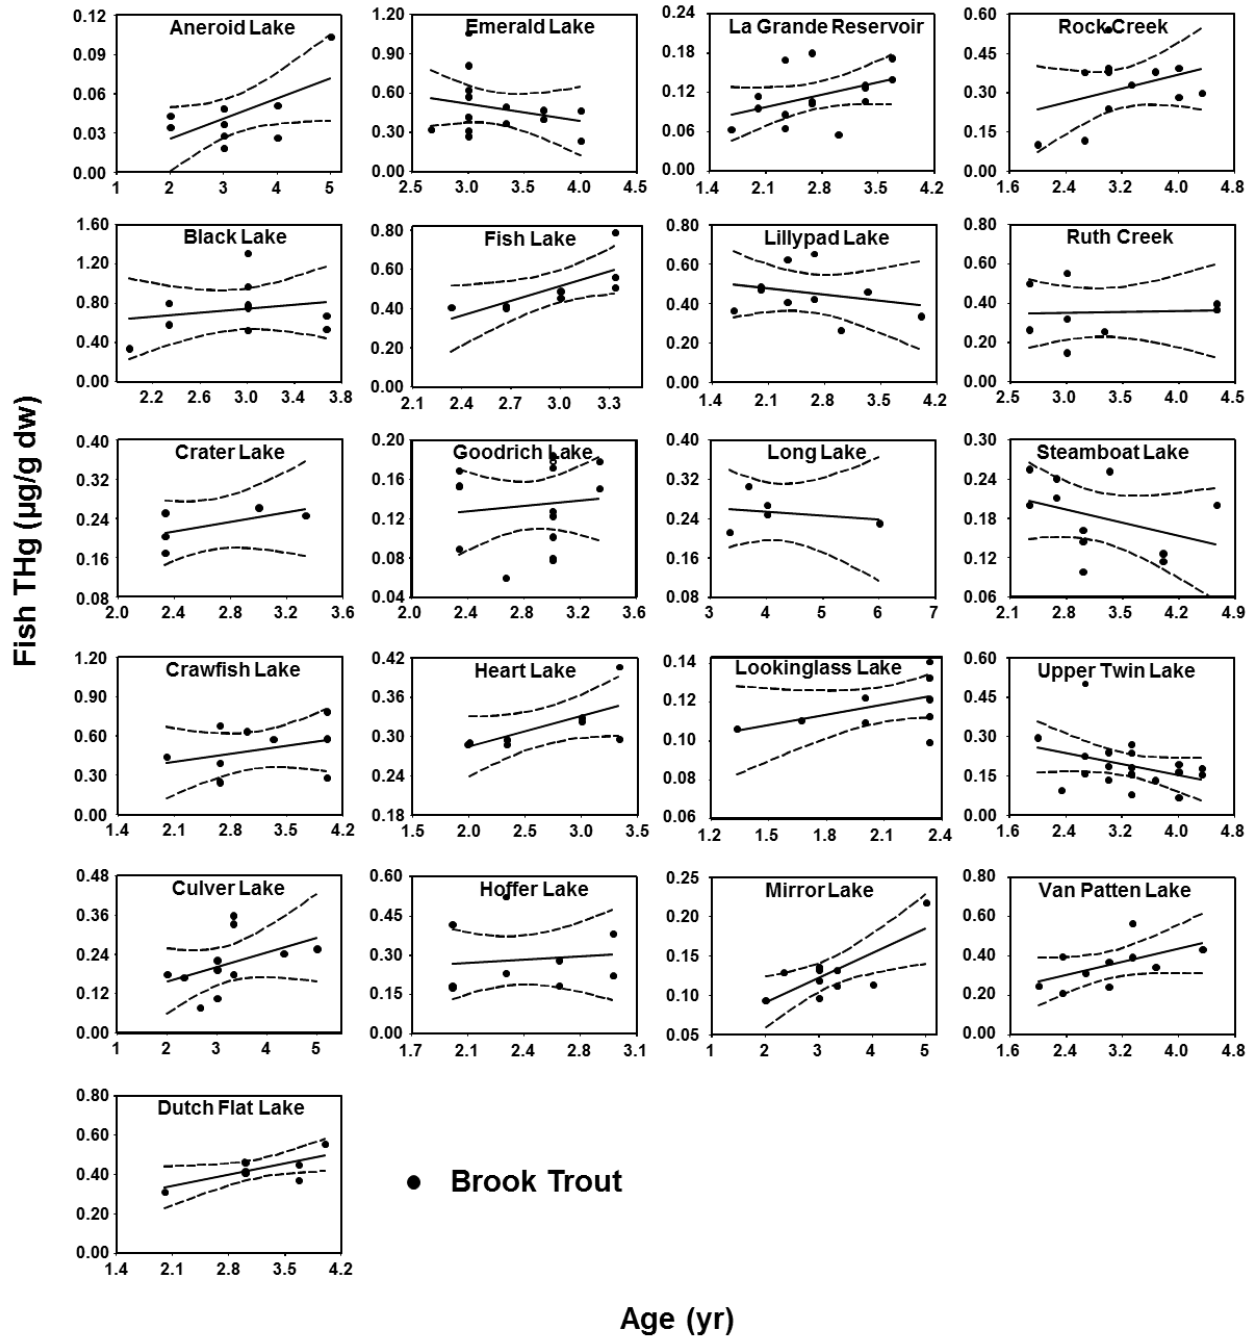 Fish THg (µg/g dw)
Aneroid Lake
0.12
0.09
0.06
0.03
0.00
1 2 3 4 5
Emerald Lake
1.20
0.90
0.60
0.30
0.00
2.5 3.0 3.5 4.0 4.5
La Grande Reservoir
0.24
0.18
0.12
0.06
0.00
1.4 2.1 2.8 3.5 4.2
Rock Creek
0.60
0.45
0.30
0.15
0.00
1.6 2.4 3.2 4.0 4.8
Black Lake
1.60
1.20
0.80
0.40
0.00
2.2 2.6 3.0 3.4 3.8
Fish Lake
0.80
0.60
0.40
0.20
0.00
2.1 2.4 2.7 3.0 3.3
Lillypad Lake
0.80
0.60
0.40
0.20
0.00
1.4 2.1 2.8 3.5 4.2
Ruth Creek
0.80
0.60
0.40
0.20
0.00
2.5 3.0 3.5 4.0 4.5
Crater Lake
0.40
0.32
0.24
0.16
0.08
2.0 2.4 2.8 3.2 3.6
Goodrich Lake
0.20
0.16
0.12
0.08
0.04
2.0 2.4 2.8 3.2 3.6
Long Lake
0.40
0.32
0.24
0.16
0.08
3 4 5 6 7
Steamboat Lake
0.30
0.24
0.18
0.12
0.06
2.1 2.8 3.5 4.2 4.9
Crawfish Lake
1.20
0.90
0.60
0.30
0.00
1.4 2.1 2.8 3.5 4.2
Heart Lake
0.42
0.36
0.30
0.24
0.18
1.5 2.0 2.5 3.0 3.5
Lookinglass Lake
0.14
0.12
0.10
0.08
0.06
1.2 1.5 1.8 2.1 2.4
Upper Twin Lake
0.60
0.45
0.30
0.15
0.00
1.6 2.4 3.2 4.0 4.8
Culver Lake
0.48
0.36
0.24
0.12
0.00
1 2 3 4 5
Hoffer Lake
0.60
0.45
0.30
0.15
0.00
1.7 2.1 2.4 2.8 3.1
Mirror Lake
0.25
0.20
0.15
0.10
0.05
1 2 3 4 5
Van Patten Lake
0.80
0.60
0.40
0.20
0.00
1.6 2.4 3.2 4.0 4.8
Dutch Flat Lake
0.80
0.60
0.40
0.20
0.00
1.4 2.1 2.8 3.5 4.2
Brook Trout
Age (yr)